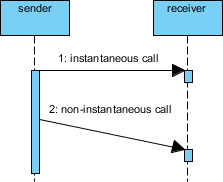 sender
receiver
1: instantaneous call
2: non-instantaneous call